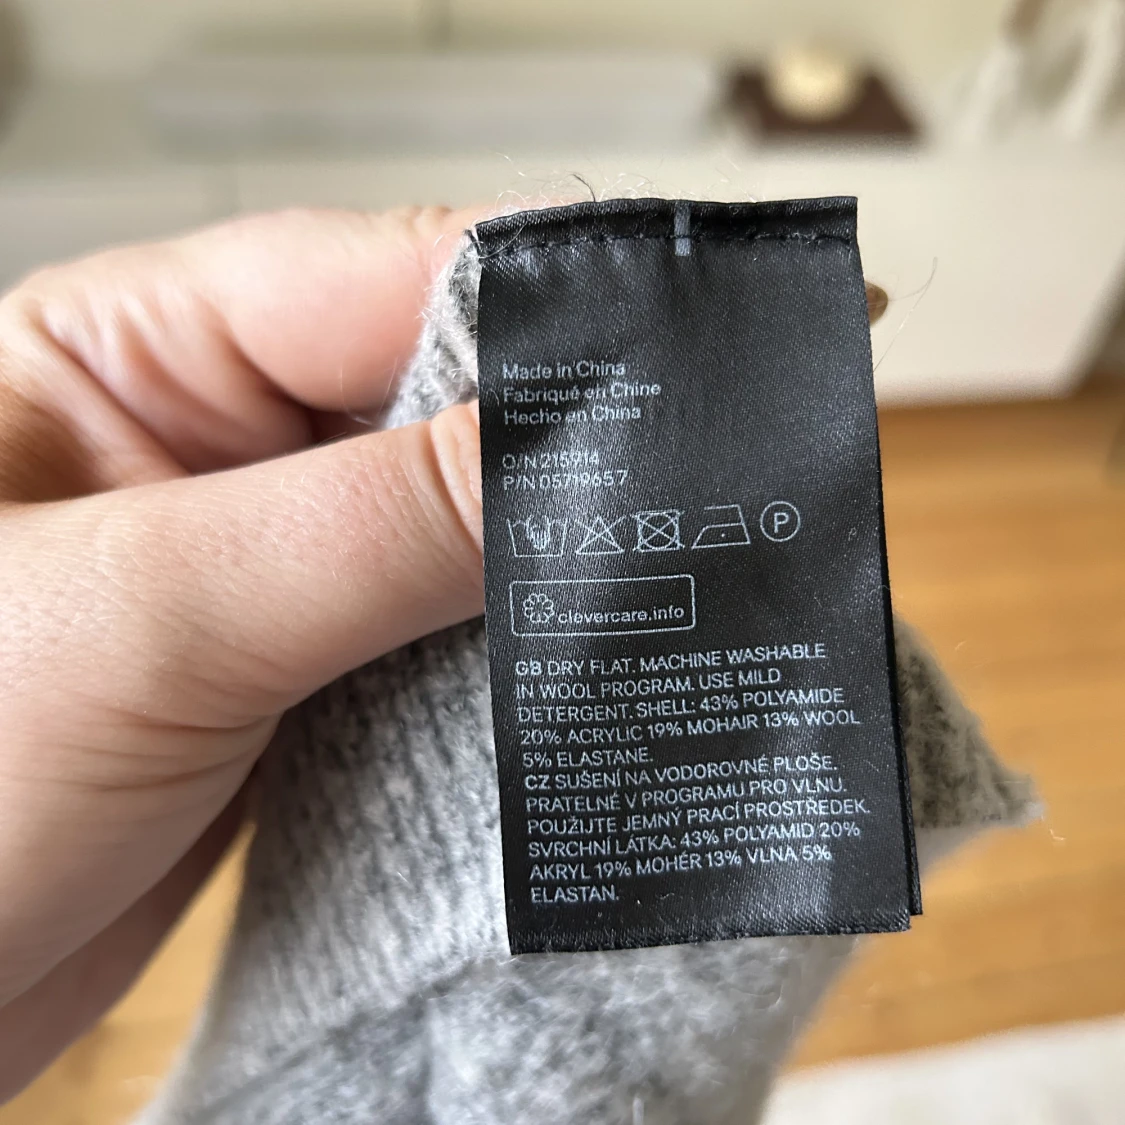 Made in China
Fabriqué en Chine
Hecho en China
O/N 215914
P/N 05719657
P
clevercare.info
GB DRY FLAT. MACHINE WASHABLE
IN WOOL PROGRAM. USE MILD
DETERGENT. SHELL: 43% POLYAMIDE
20% ACRYLIC 19% MOHAIR 13% WOOL
5% ELASTANE.
CZ SUŠENÍ NA VODOROVNÉ PLOŠE.
PRATELNÉ V PROGRAMU PRO VLNU.
POUŽIJTE JEMNÝ PRACÍ PROSTŘEDEK.
SVRCHNÍ LÁTKA: 43% POLYAMID 20%
AKRYL 19% MOHÉR 13% VLNA 5%
ELASTAN.